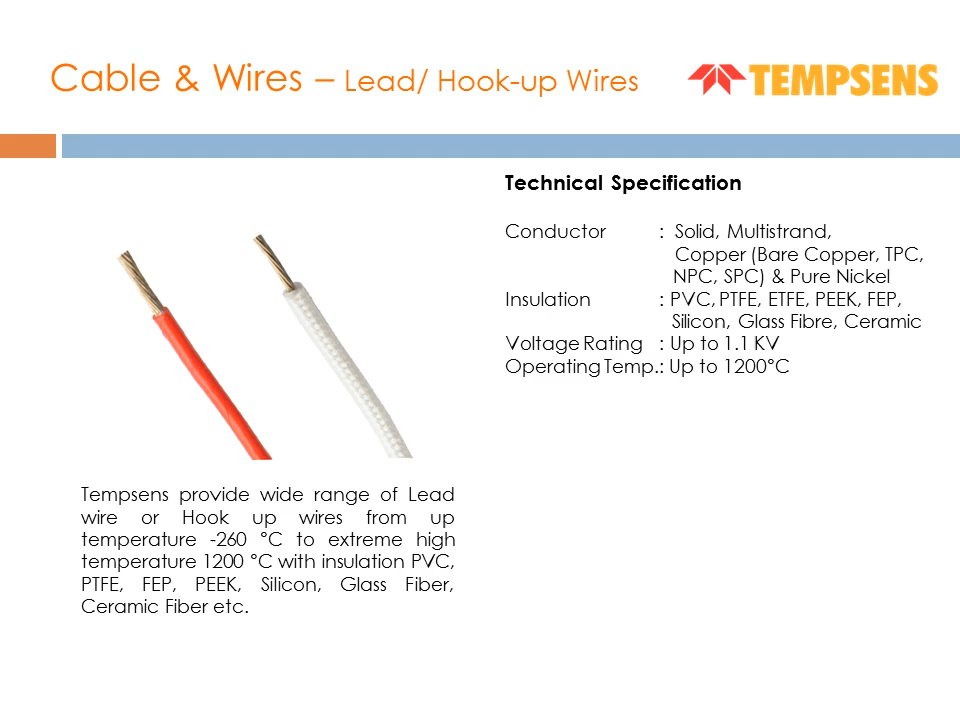 Cable & Wires – Lead/ Hook-up Wires
TEMPSENS
Technical Specification
Conductor : Solid, Multistrand,
Copper (Bare Copper, TPC,
NPC, SPC) & Pure Nickel
Insulation : PVC, PTFE, ETFE, PEEK, FEP,
Silicon, Glass Fibre, Ceramic
Voltage Rating : Up to 1.1 KV
Operating Temp.: Up to 1200°C
Tempsens provide wide range of Lead
wire or Hook up wires from up
temperature -260 °C to extreme high
temperature 1200 °C with insulation PVC,
PTFE, FEP, PEEK, Silicon, Glass Fiber,
Ceramic Fiber etc.